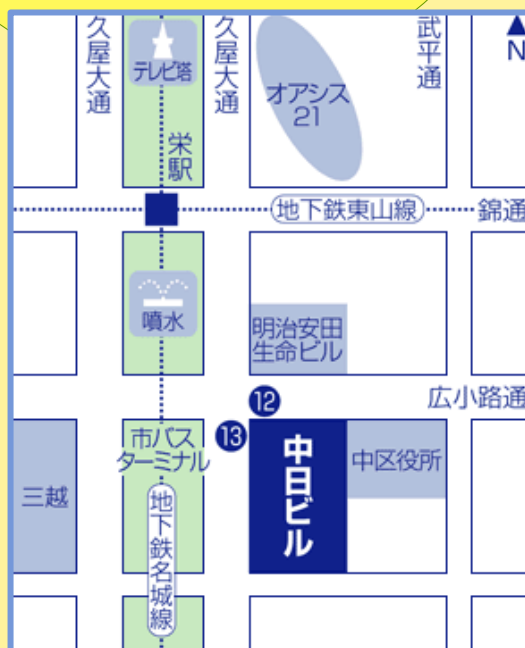 久屋大通
久屋大通
武平通
N
テレビ塔
オアシス
21
栄駅
地下鉄東山線
錦通
噴水
明治安田
生命ビル
広小路通
⑫
⑬
市バス
ターミナル
中日ビル
中区役所
三越
地下鉄名城線